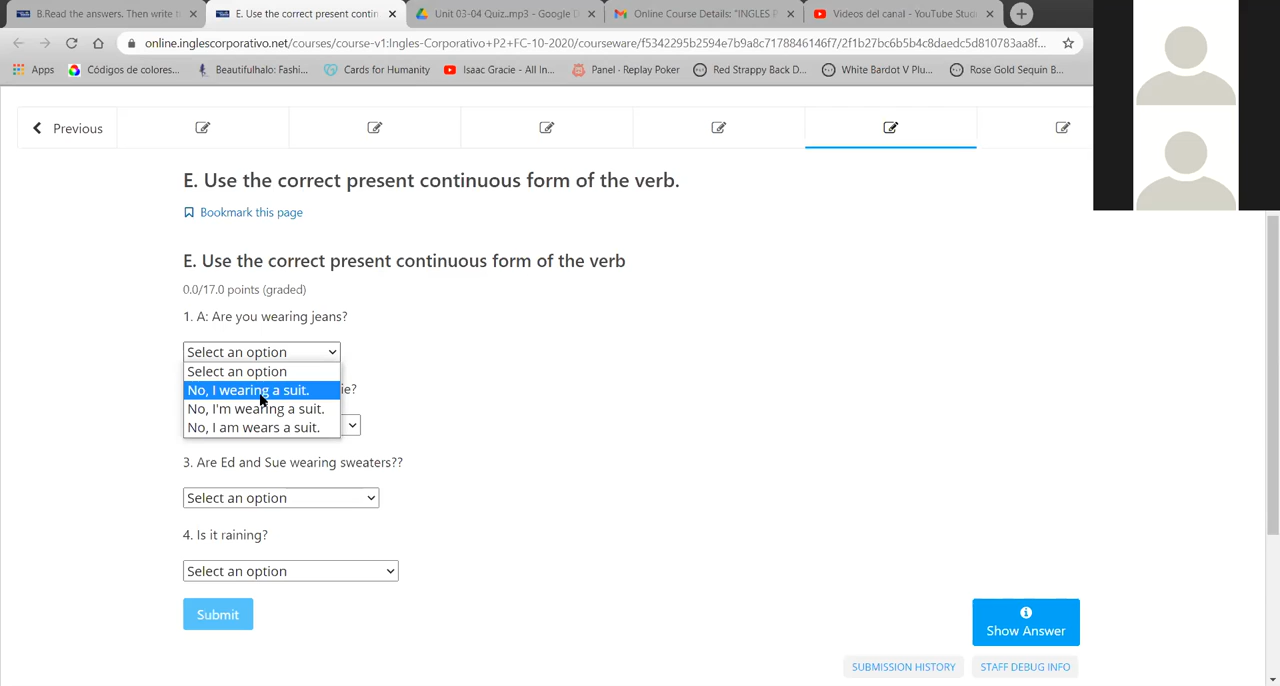 B.Read the answers. Then write t
E. Use the correct present contin
Unit 03-04 Quiz..mp3 - Google D
Online Course Details: "INGLES P
Videos del canal - YouTube Stu
online.inglescorporativo.net/courses/course-v1:Ingles-Corporativo+P2+FC-10-2020/courseware/f5342295b2594e7b9a8c7178846146f7/2f1b27bc6b5b4c8daedc5d810783aa8f...
Apps
Códigos de colores...
Beautifulhalo: Fashi...
Cards for Humanity
Isaac Gracie - All In...
Panel · Replay Poker
Red Strappy Back D...
White Bardot V Plu...
Rose Gold Sequin B...
Previous
E. Use the correct present continuous form of the verb.
Bookmark this page
E. Use the correct present continuous form of the verb
0.0/17.0 points (graded)
1. A: Are you wearing jeans?
Select an option
Select an option
No, I wearing a suit.
ie?
No, I'm wearing a suit.
No, I am wears a suit.
3. Are Ed and Sue wearing sweaters??
Select an option
4. Is it raining?
Select an option
Submit
Show Answer
SUBMISSION HISTORY
STAFF DEBUG INFO